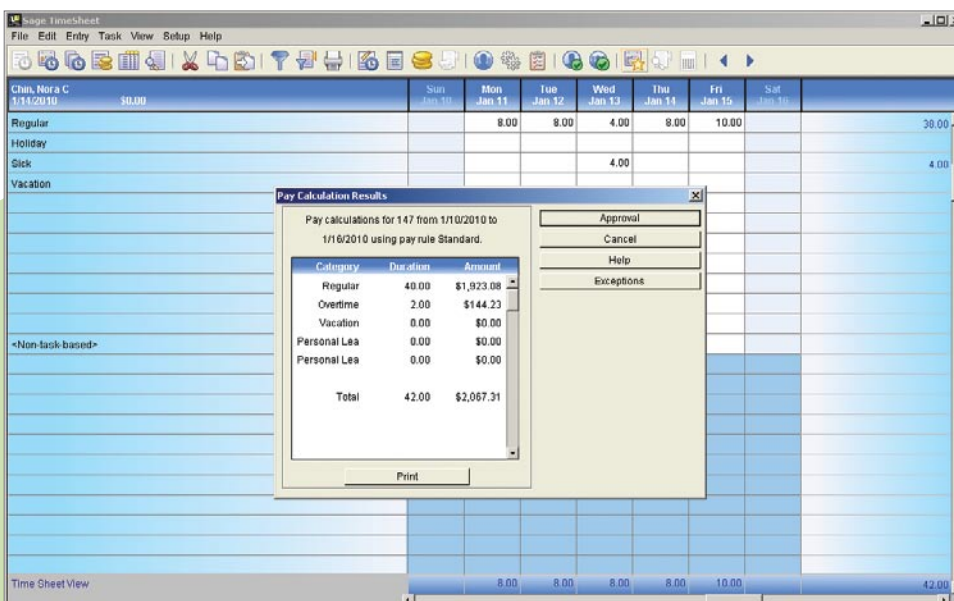 Sage TimeSheet
File Edit Entry Task View Setup Help
Chin, Nora C
1/14/2010 $0.00
Sun Mon Tue Wed Thu Fri Sat
Jan 10 Jan 11 Jan 12 Jan 13 Jan 14 Jan 15 Jan 16
Regular 8.00 8.00 4.00 8.00 10.00 38.00
Holiday
Sick 4.00 4.00
Vacation
<Non-task-based>
Pay Calculation Results
Pay calculations for 147 from 1/10/2010 to
1/16/2010 using pay rule Standard.
Category Duration Amount
Regular 40.00 $1,923.08
Overtime 2.00 $144.23
Vacation 0.00 $0.00
Personal Lea 0.00 $0.00
Personal Lea 0.00 $0.00
Total 42.00 $2,067.31
Print
Approval
Cancel
Help
Exceptions
Time Sheet View 8.00 8.00 8.00 8.00 10.00 42.00